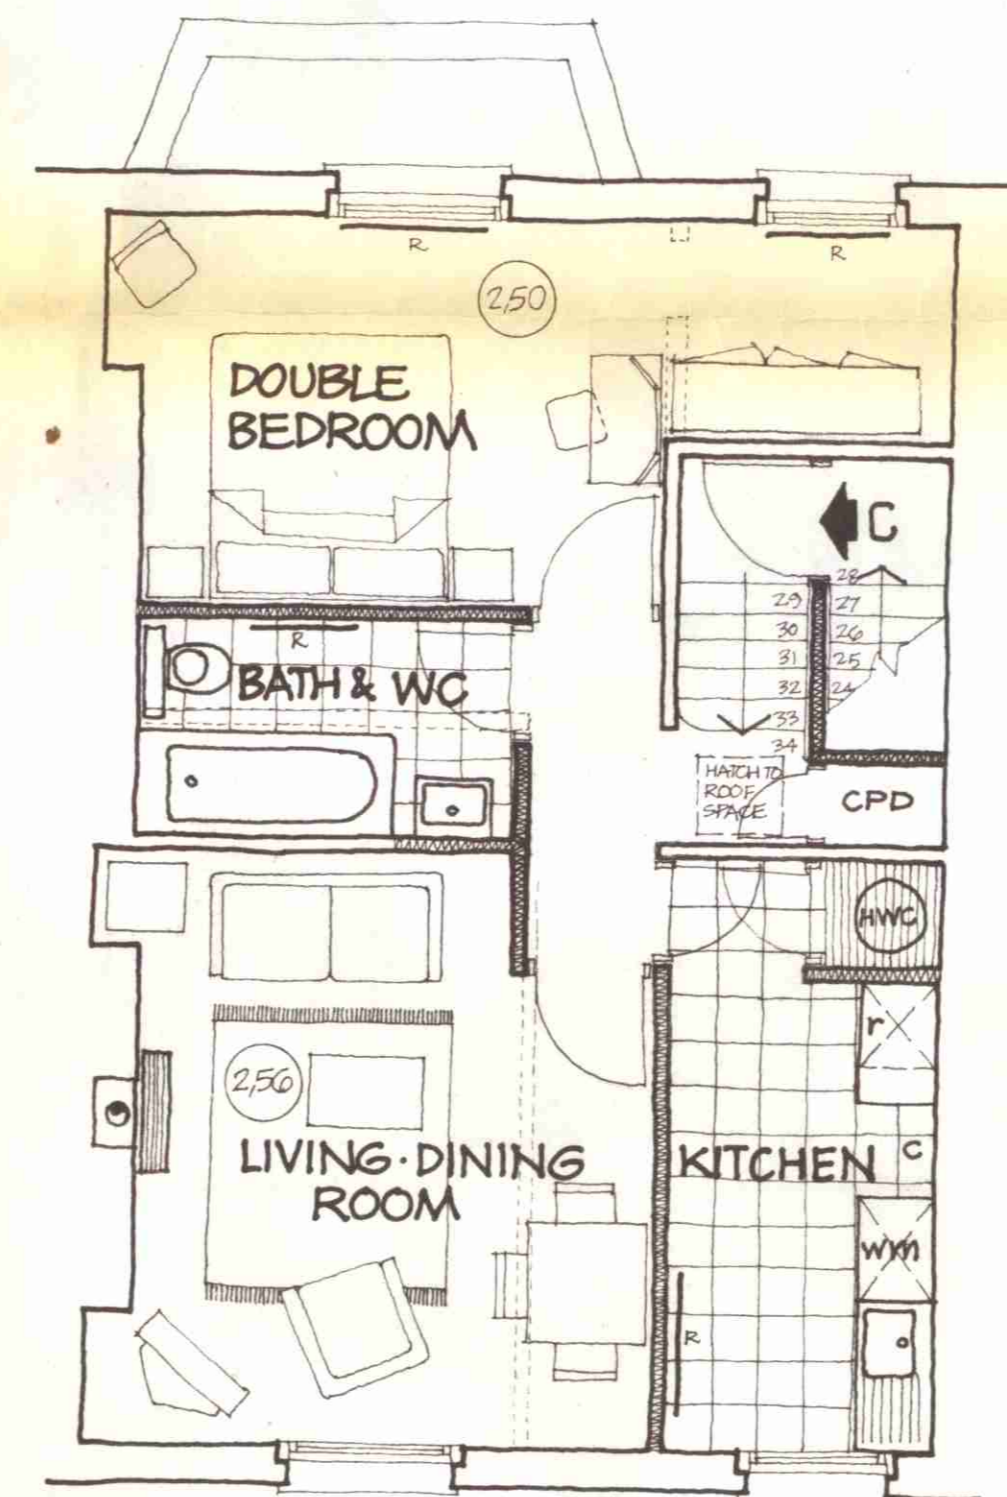 R
R
2,50
DOUBLE
BEDROOM
C
28
29 27
30 26
31 25
32 24
33
34
R
BATH & WC
HATCH TO
ROOF
SPACE
CPD
HWC
r
2,56
LIVING·DINING
ROOM
KITCHEN
C
wm
R